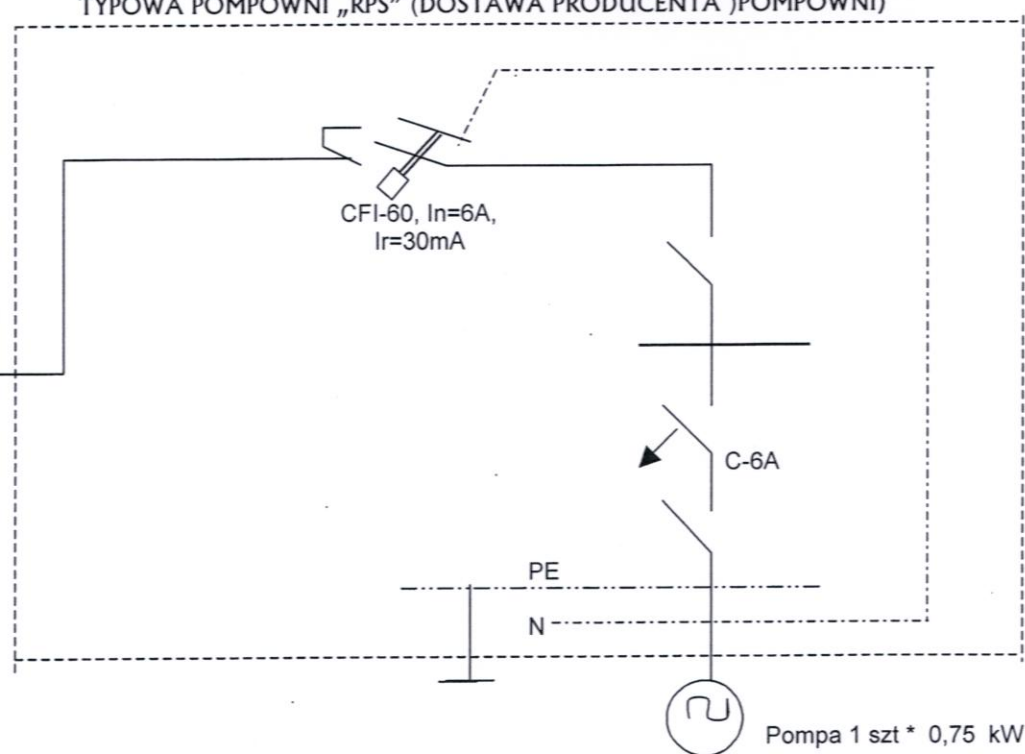 TYPOWA POMPOWNI „RPS” (DOSTAWA PRODUCENTA )POMPOWNI)
CFI-60, In=6A,
Ir=30mA
C-6A
PE
N
Pompa 1 szt * 0,75 kW